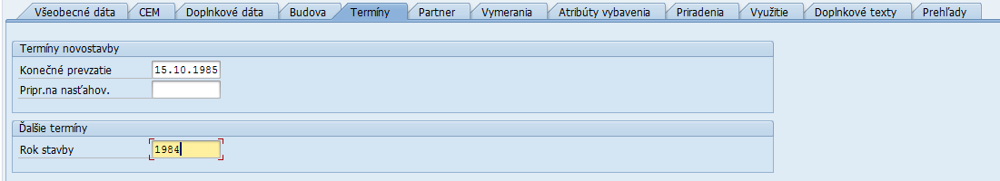 Všeobecné dáta CEM Doplnkové dáta Budova Termíny Partner Vymerania Atribúty vybavenia Priradenia Využitie Doplnkové texty Prehľady
Termíny novostavby
Konečné prevzatie 15.10.1985
Pripr.na nasťahov.
Ďalšie termíny
Rok stavby 1984